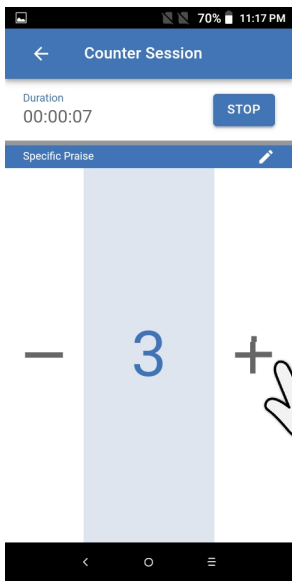 70% 11:17 PM
Counter Session
Duration
00:00:07
STOP
Specific Praise
− 3 +